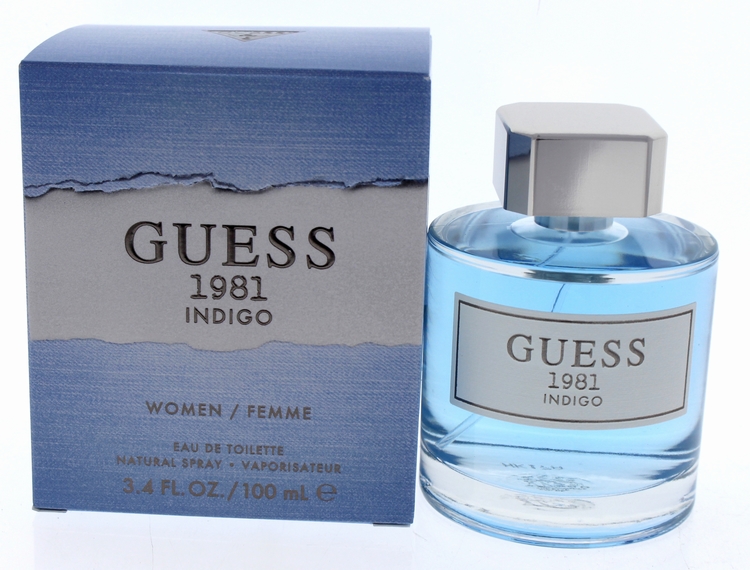 GUESS
1981
INDIGO
WOMEN / FEMME
EAU DE TOILETTE
NATURAL SPRAY • VAPORISATEUR
3.4 FL. OZ. / 100 mL ℮
GUESS
1981
INDIGO